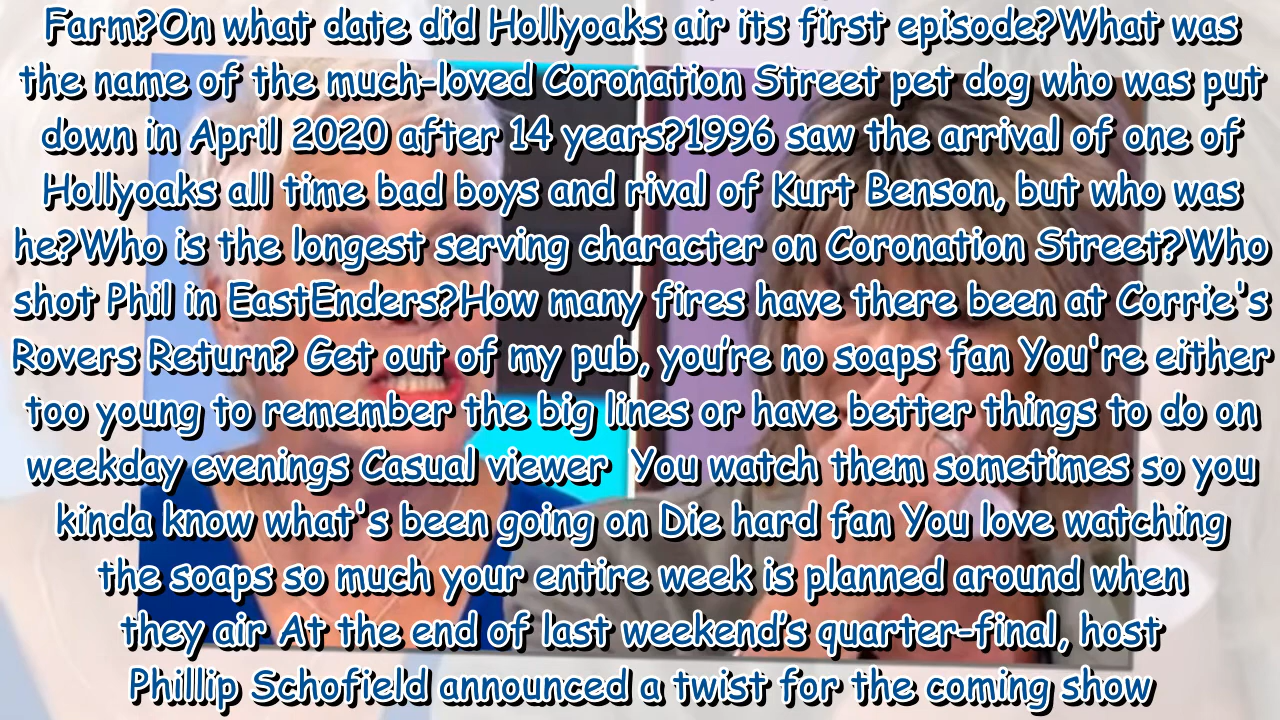 Farm?On what date did Hollyoaks air its first episode?What was
the name of the much-loved Coronation Street pet dog who was put
down in April 2020 after 14 years?1996 saw the arrival of one of
Hollyoaks all time bad boys and rival of Kurt Benson, but who was
he?Who is the longest serving character on Coronation Street?Who
shot Phil in EastEnders?How many fires have there been at Corrie's
Rovers Return? Get out of my pub, you’re no soaps fan You're either
too young to remember the big lines or have better things to do on
weekday evenings Casual viewer  You watch them sometimes so you
kinda know what's been going on Die hard fan You love watching
the soaps so much your entire week is planned around when
they air At the end of last weekend’s quarter-final, host
Phillip Schofield announced a twist for the coming show